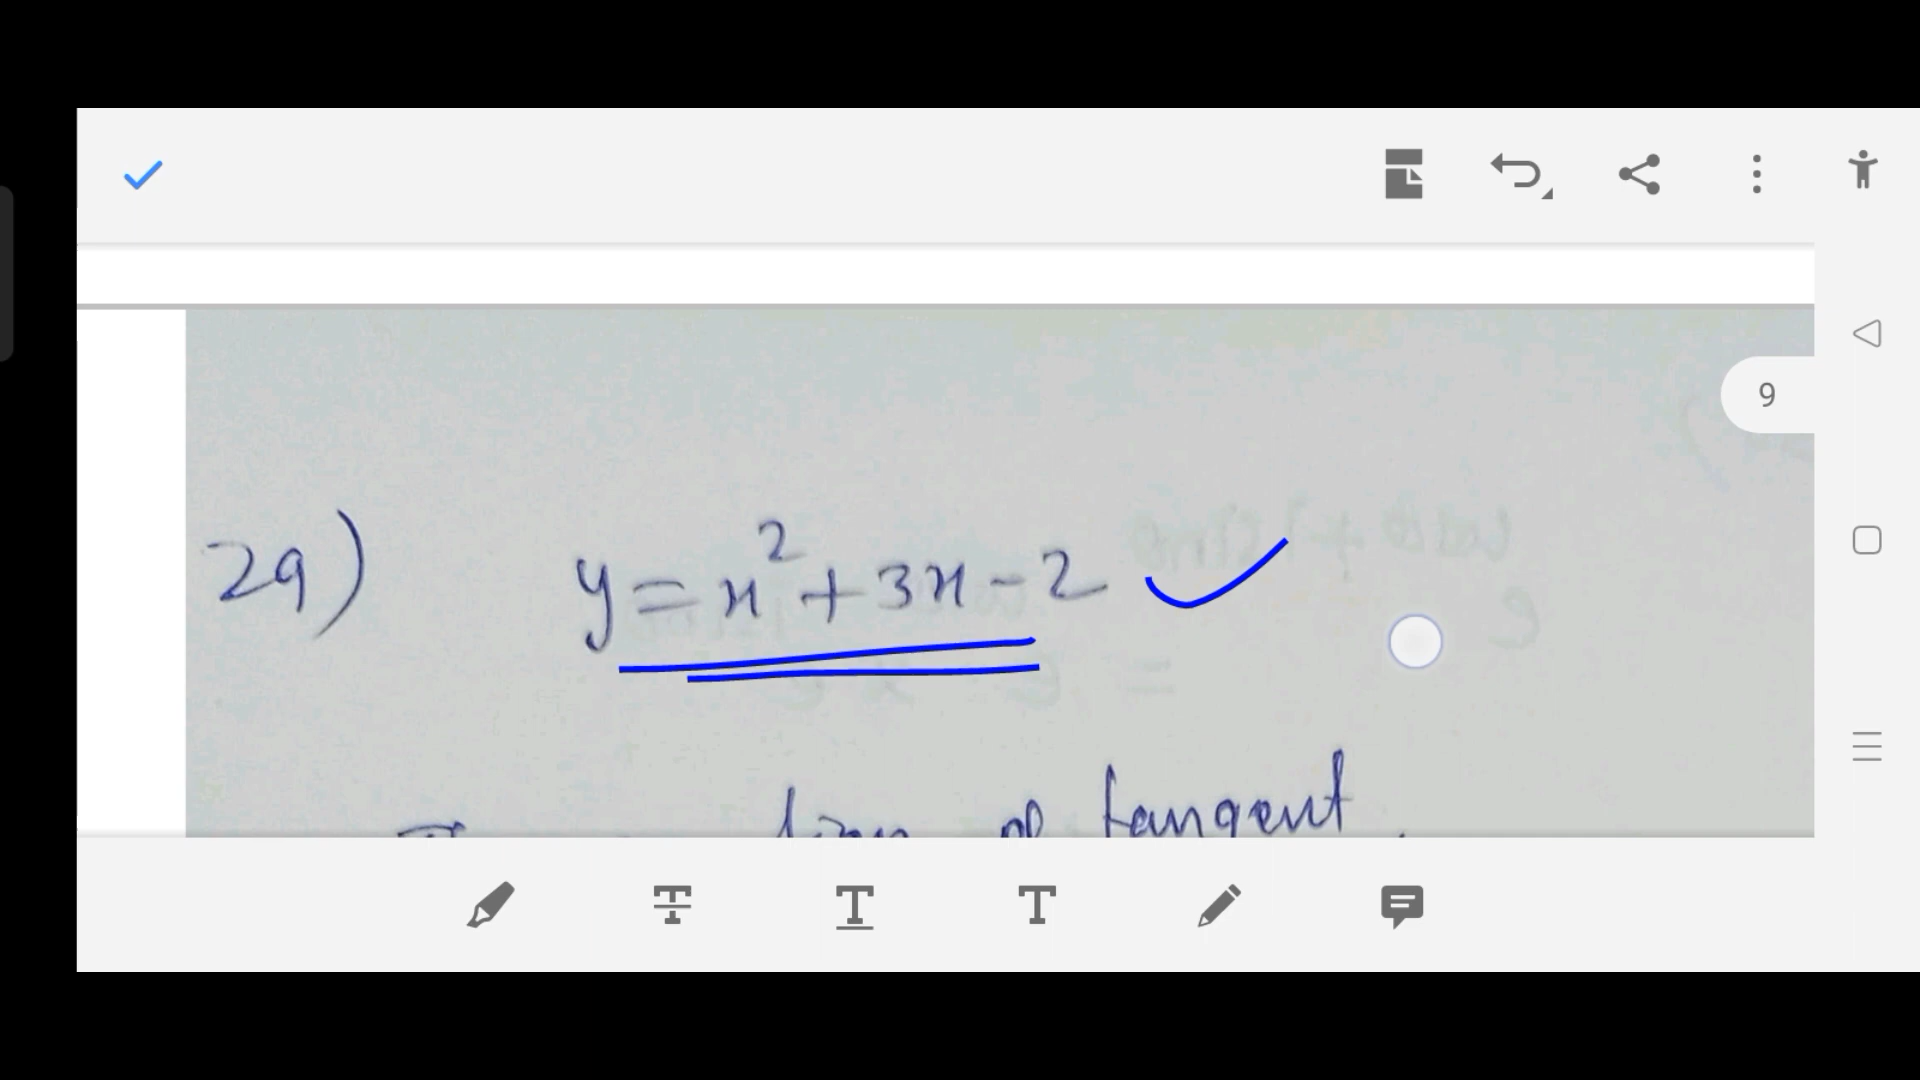 9
29) y = x² + 3x - 2
of tangent